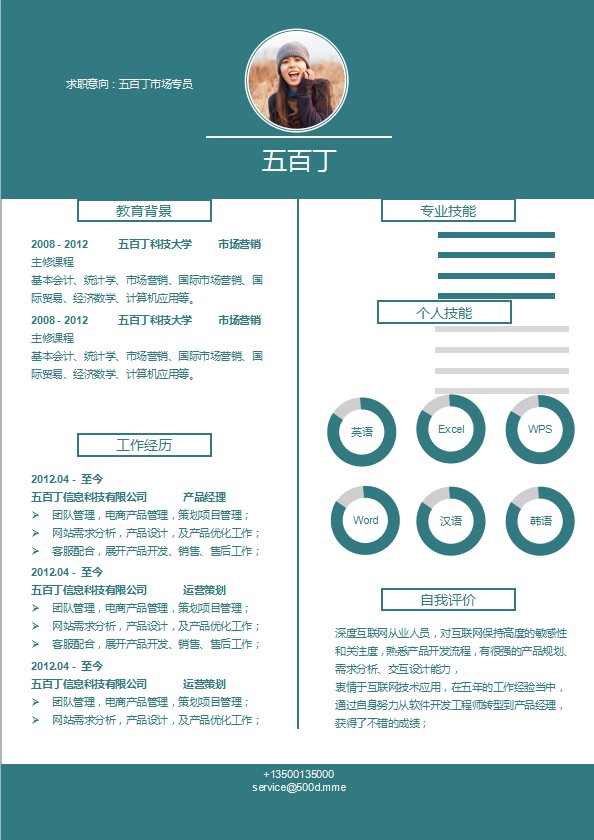 求职意向：五百丁市场专员
五百丁
教育背景
2008 - 2012 五百丁科技大学 市场营销
主修课程
基本会计、统计学、市场营销、国际市场营销、国
际贸易、经济数学、计算机应用等。
2008 - 2012 五百丁科技大学 市场营销
主修课程
基本会计、统计学、市场营销、国际市场营销、国
际贸易、经济数学、计算机应用等。
工作经历
2012.04 - 至今
五百丁信息科技有限公司 产品经理
➢ 团队管理，电商产品管理，策划项目管理；
➢ 网站需求分析，产品设计，及产品优化工作；
➢ 客服配合，展开产品开发、销售、售后工作；
2012.04 - 至今
五百丁信息科技有限公司 运营策划
➢ 团队管理，电商产品管理，策划项目管理；
➢ 网站需求分析，产品设计，及产品优化工作；
➢ 客服配合，展开产品开发、销售、售后工作；
2012.04 - 至今
五百丁信息科技有限公司 运营策划
➢ 团队管理，电商产品管理，策划项目管理；
➢ 网站需求分析，产品设计，及产品优化工作；
专业技能
个人技能
英语 Excel WPS
Word 汉语 韩语
自我评价
深度互联网从业人员，对互联网保持高度的敏感性
和关注度，熟悉产品开发流程，有很强的产品规划、
需求分析、交互设计能力，
衷情于互联网技术应用，在五年的工作经验当中，
通过自身努力从软件开发工程师转型到产品经理，
获得了不错的成绩；
+13500135000
service@500d.mme